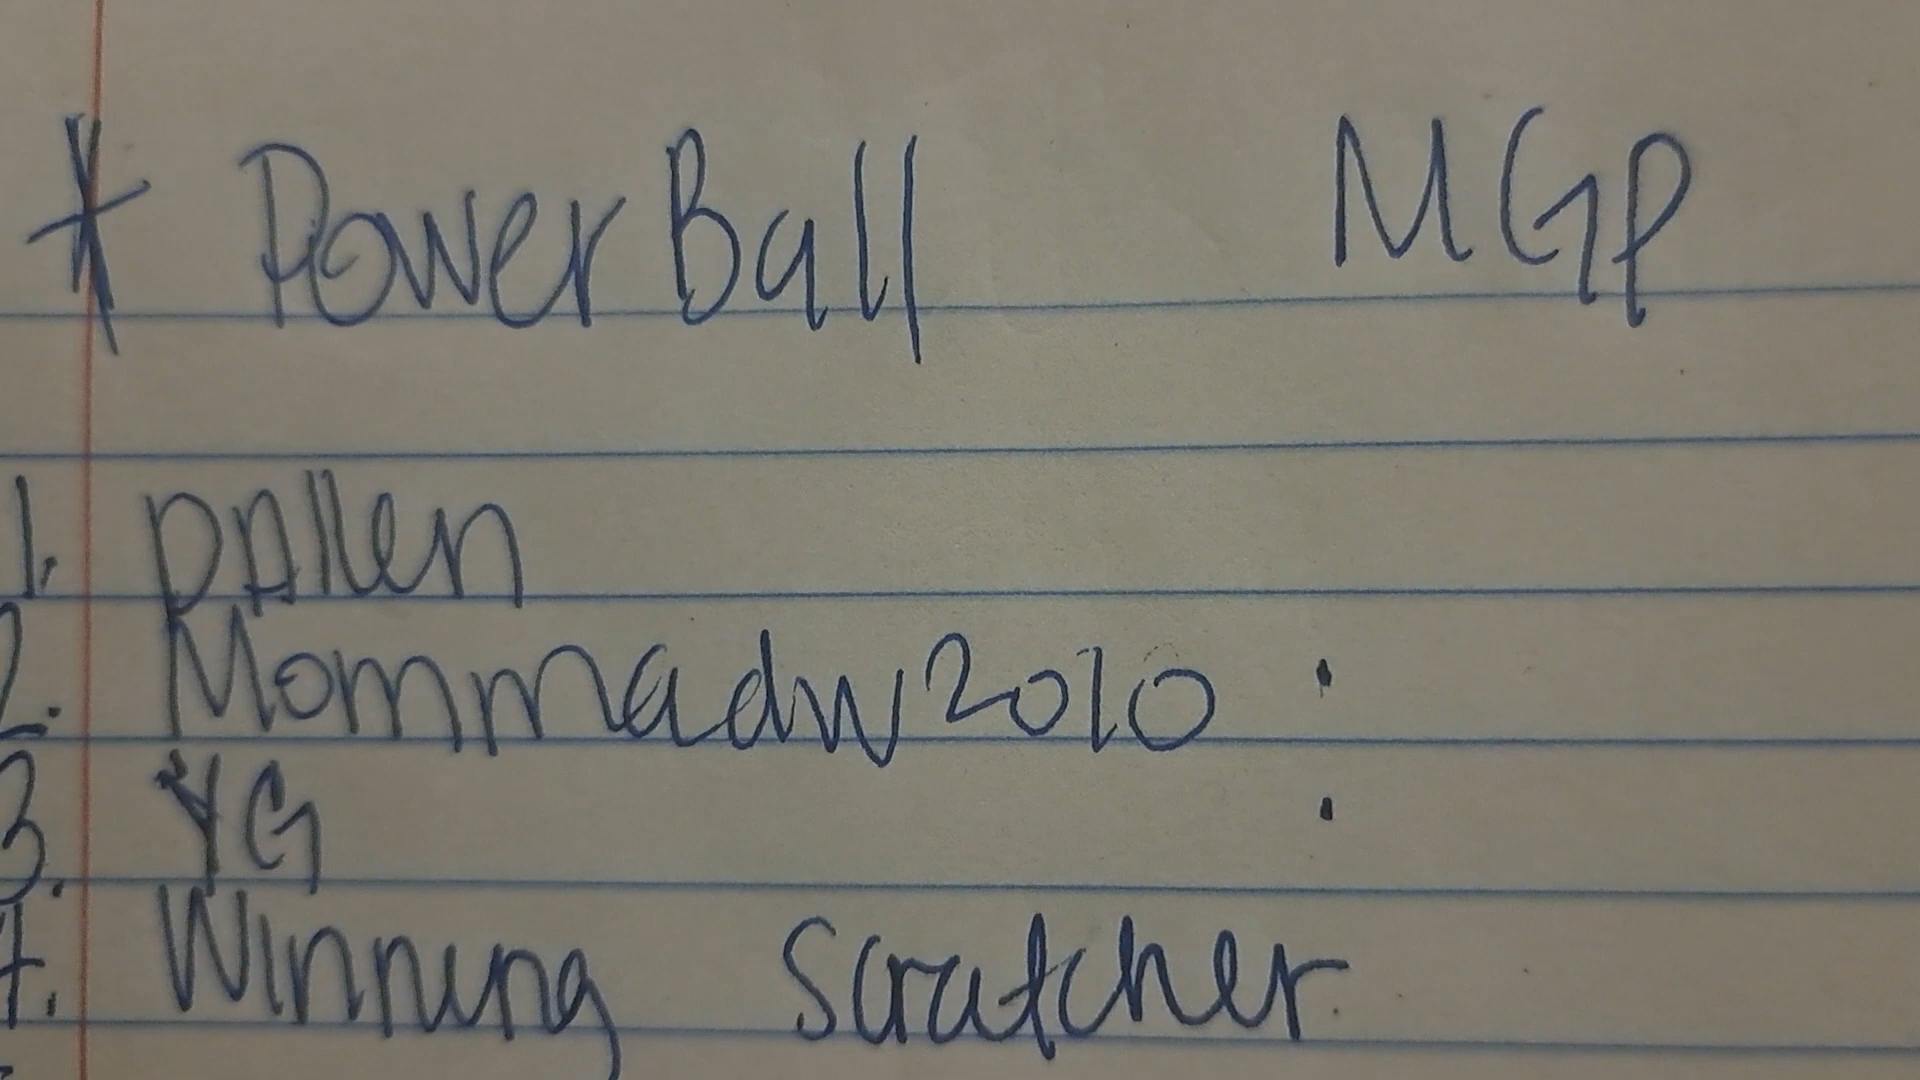 * PowerBall MGP
1. DAllen
2. Mommadw2010 :
3. YG
4. Winning Scratcher